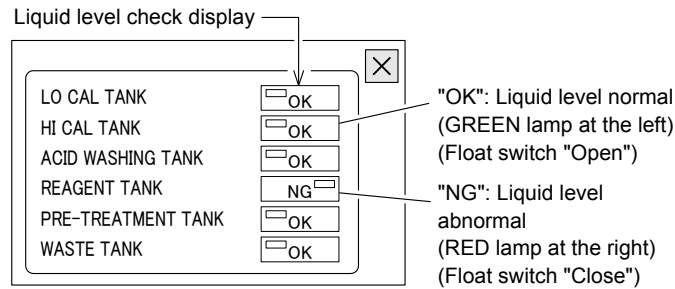 Liquid level check display
LO CAL TANK OK
HI CAL TANK OK
ACID WASHING TANK OK
REAGENT TANK NG
PRE-TREATMENT TANK OK
WASTE TANK OK
"OK": Liquid level normal
(GREEN lamp at the left)
(Float switch "Open")
"NG": Liquid level
abnormal
(RED lamp at the right)
(Float switch "Close")